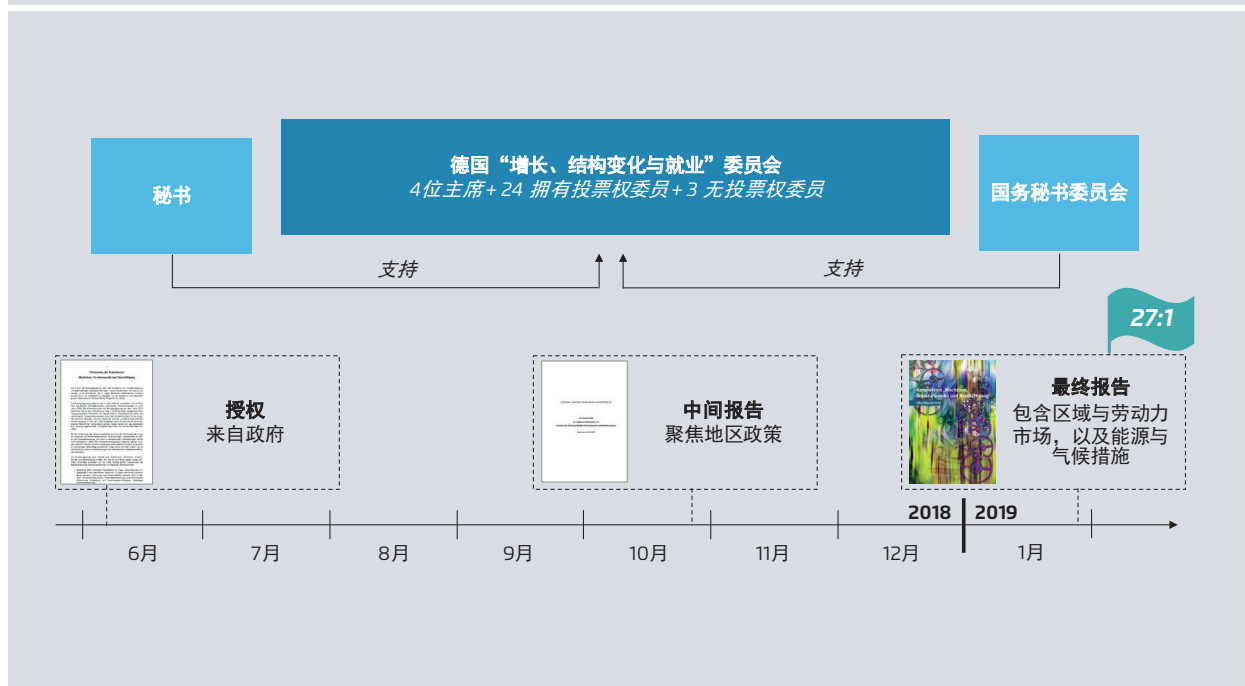 秘书
德国“增长、结构变化与就业”委员会
4位主席+24 拥有投票权委员+3 无投票权委员
国务秘书委员会
支持
支持
27:1
授权
来自政府
中间报告
聚焦地区政策
最终报告
包含区域与劳动力
市场，以及能源与
气候措施
2018
2019
6月
7月
8月
9月
10月
11月
12月
1月